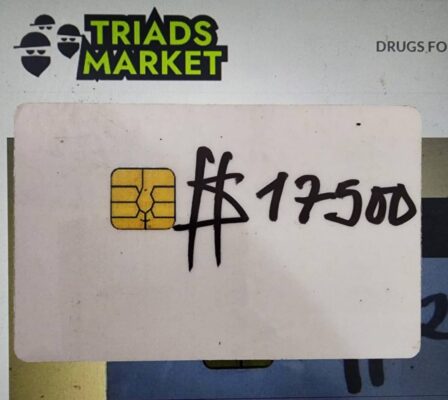 TRIADS
MARKET
DRUGS FO
$ 17500